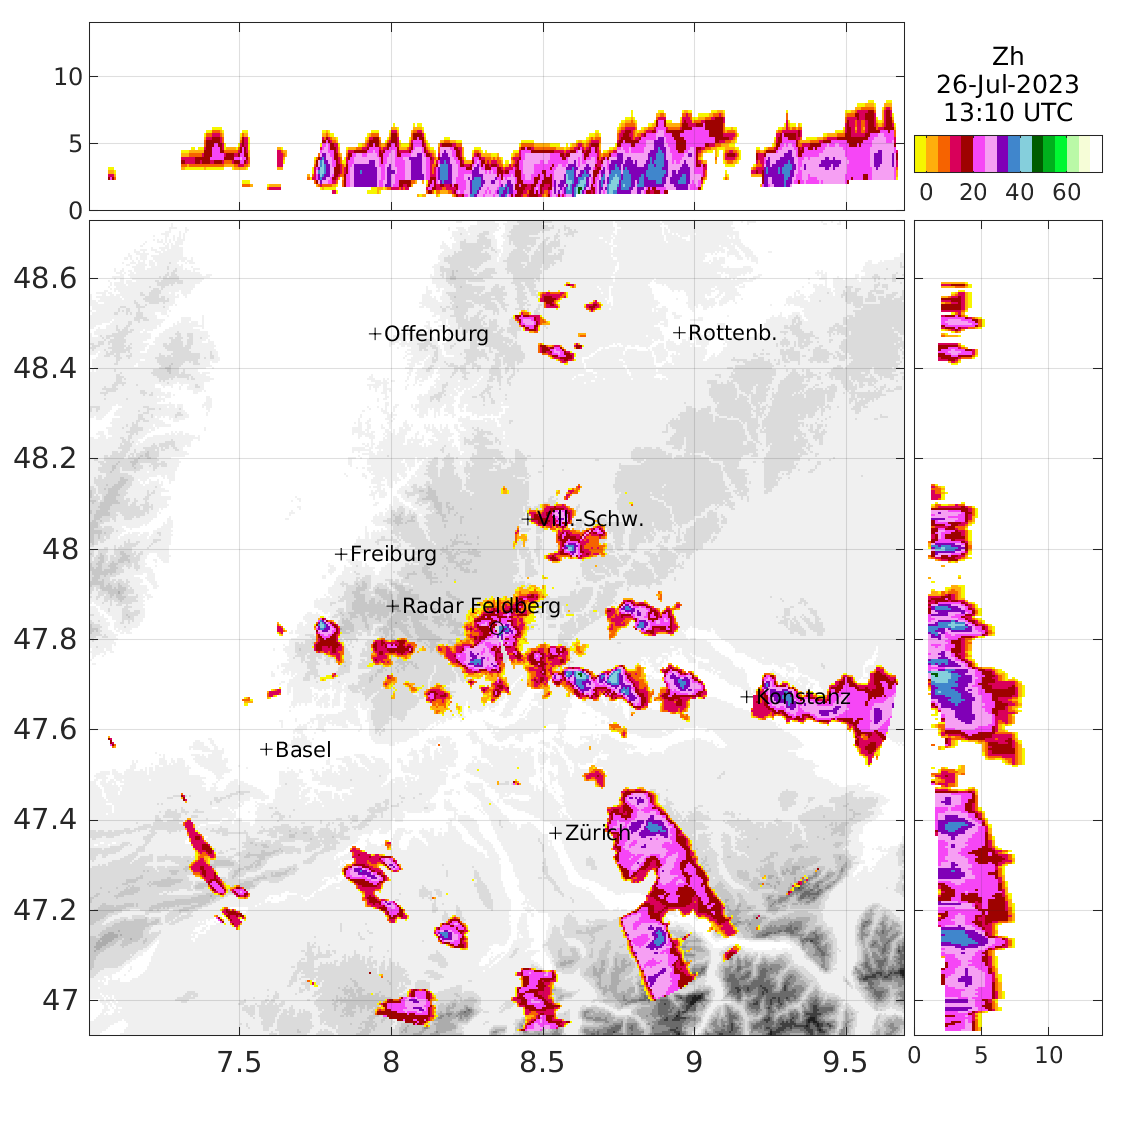 10
5
0
Zh
26-Jul-2023
13:10 UTC
0 20 40 60
48.6
48.4
48.2
48
47.8
47.6
47.4
47.2
47
+Offenburg
+Rottenb.
+Vill.-Schw.
+Freiburg
+Radar Feldberg
+Konstanz
+Basel
+Zürich
7.5 8 8.5 9 9.5
0 5 10